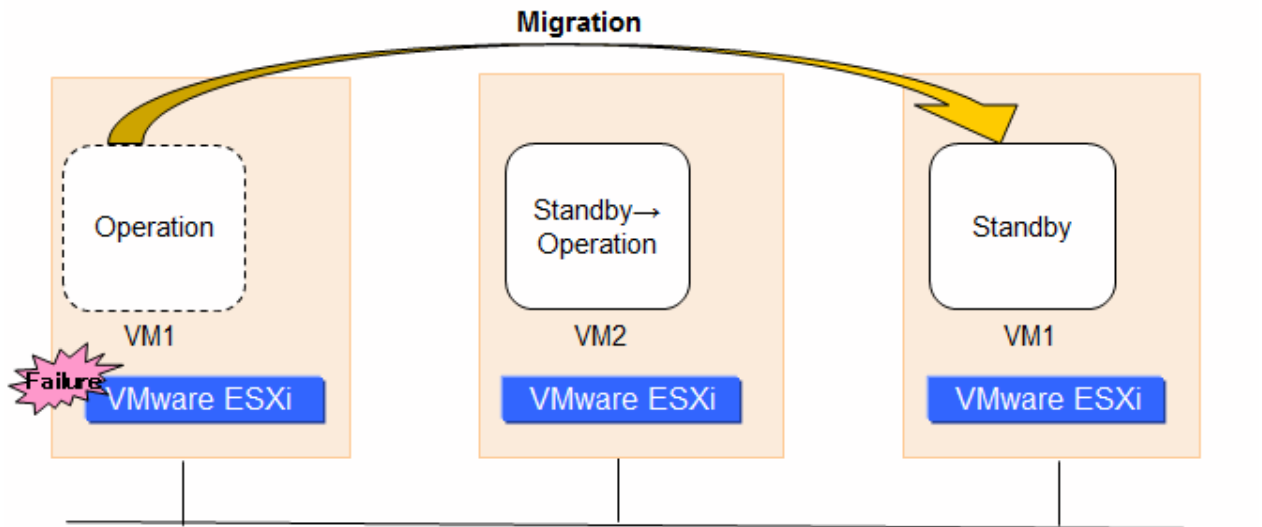 Migration
Operation
Standby→
Operation
Standby
VM1
VM2
VM1
Failure
VMware ESXi
VMware ESXi
VMware ESXi